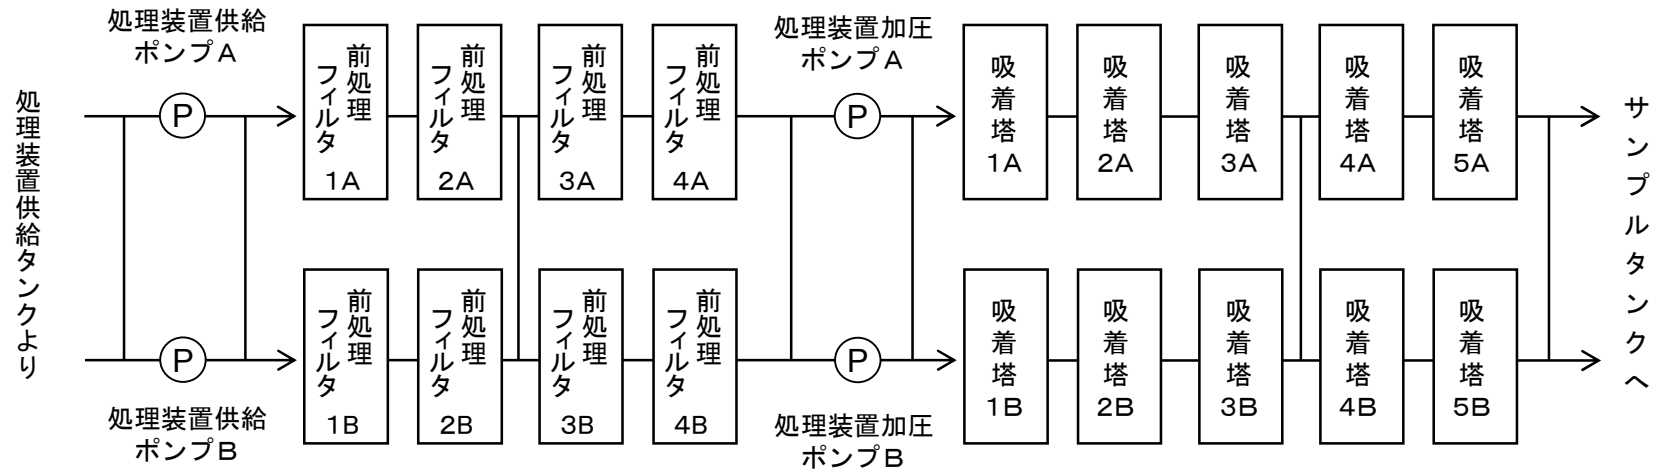 処理装置供給タンクより
処理装置供給
ポンプA
P
前処理
フィルタ
1A
前処理
フィルタ
2A
前処理
フィルタ
3A
前処理
フィルタ
4A
処理装置加圧
ポンプA
P
吸着塔
1A
吸着塔
2A
吸着塔
3A
吸着塔
4A
吸着塔
5A
サンプルタンクへ
P
処理装置供給
ポンプB
前処理
フィルタ
1B
前処理
フィルタ
2B
前処理
フィルタ
3B
前処理
フィルタ
4B
P
処理装置加圧
ポンプB
吸着塔
1B
吸着塔
2B
吸着塔
3B
吸着塔
4B
吸着塔
5B